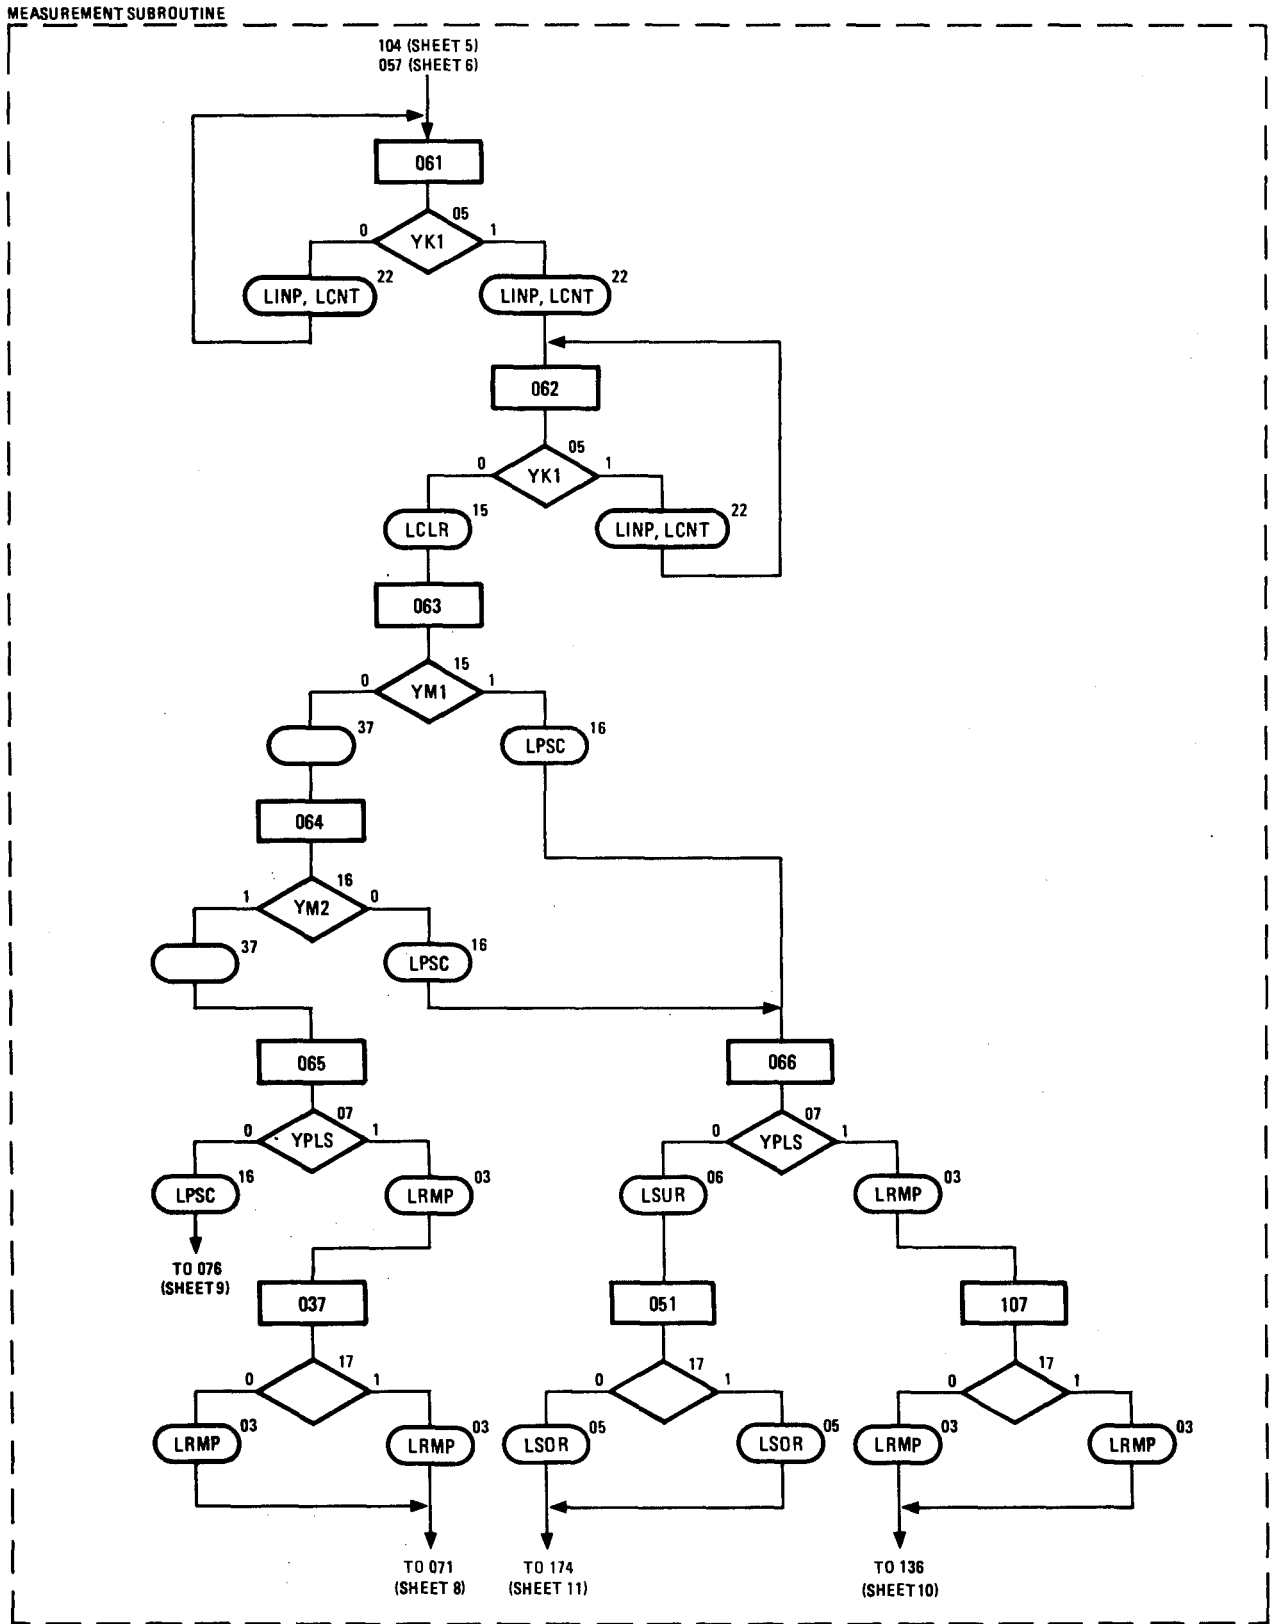 MEASUREMENT SUBROUTINE
104 (SHEET 5)
057 (SHEET 6)
061
05
0 YK1 1
22
LINP, LCNT
22
LINP, LCNT
062
05
0 YK1 1
15
LCLR
22
LINP, LCNT
063
15
0 YM1 1
37
16
LPSC
064
16
1 YM2 0
37
16
LPSC
065
066
07
0 YPLS 1
07
0 YPLS 1
16
LPSC
03
LRMP
06
LSUR
03
LRMP
TO 076
(SHEET 9)
037
051
107
17
0 1
17
0 1
17
0 1
03
LRMP
03
LRMP
05
LSOR
05
LSOR
03
LRMP
03
LRMP
TO 071
(SHEET 8)
TO 174
(SHEET 11)
TO 136
(SHEET 10)